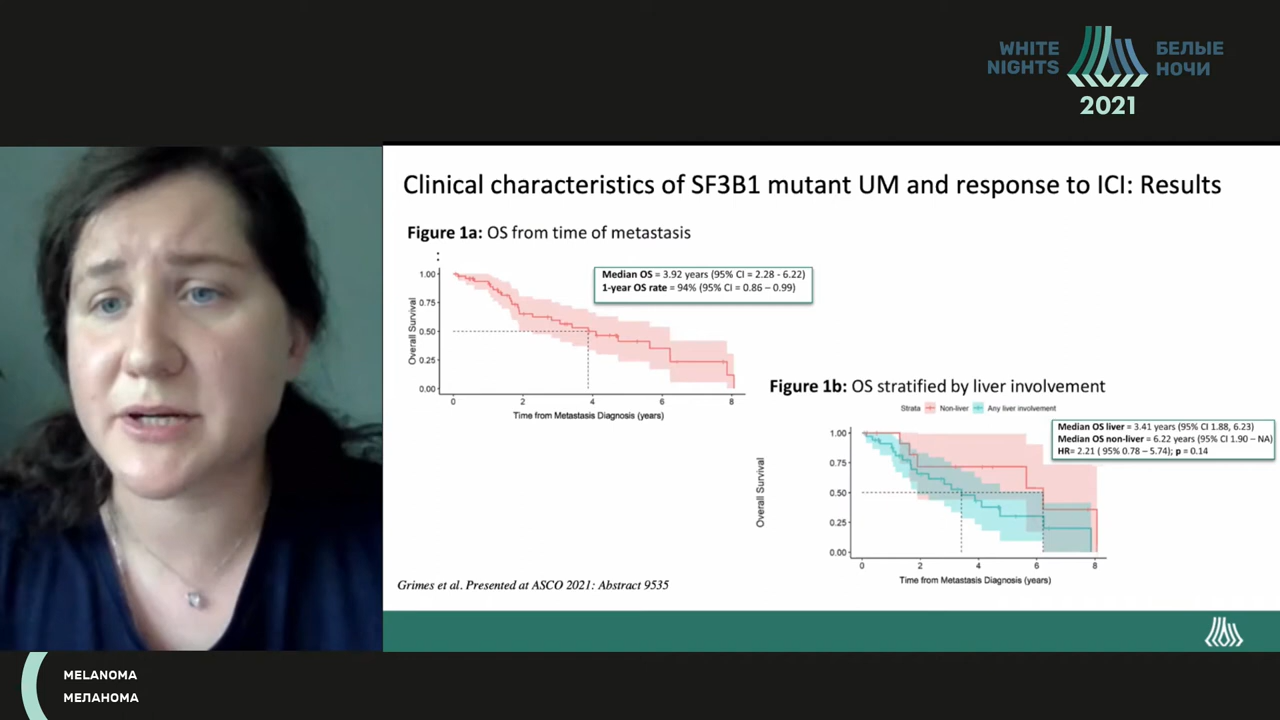 WHITE
NIGHTS
БЕЛЫЕ
НОЧИ
2021
Clinical characteristics of SF3B1 mutant UM and response to ICI: Results
Figure 1a: OS from time of metastasis
:
Median OS = 3.92 years (95% CI = 2.28 - 6.22)
1-year OS rate = 94% (95% CI = 0.86 – 0.99)
Overall Survival
1.00
0.75
0.50
0.25
0.00
0 2 4 6 8
Time from Metastasis Diagnosis (years)
Figure 1b: OS stratified by liver involvement
Strata Non-liver Any liver involvement
Median OS liver = 3.41 years (95% CI 1.88, 6.23)
Median OS non-liver = 6.22 years (95% CI 1.90 – NA)
HR= 2.21 ( 95% 0.78 – 5.74); p = 0.14
Overall Survival
1.00
0.75
0.50
0.25
0.00
0 2 4 6 8
Time from Metastasis Diagnosis (years)
Grimes et al. Presented at ASCO 2021: Abstract 9535
MELANOMA
МЕЛАНОМА